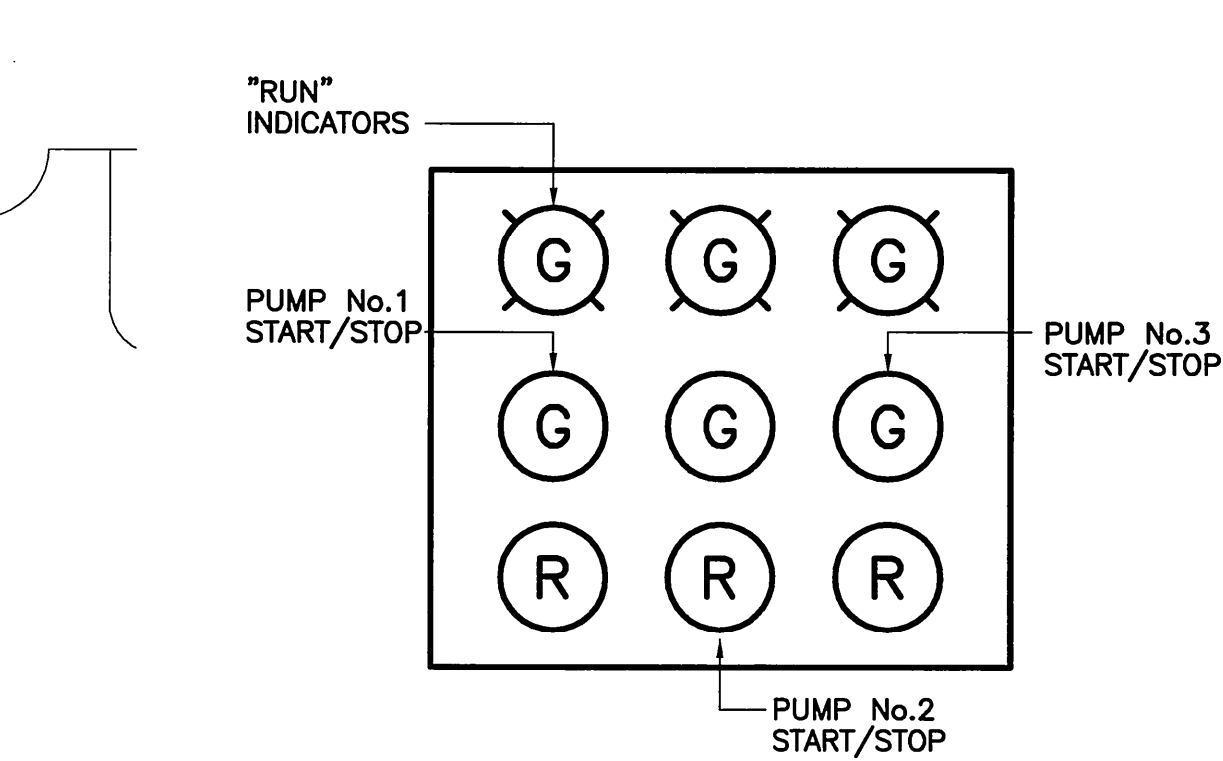 "RUN"
INDICATORS
G G G
PUMP No.1
START/STOP
PUMP No.3
START/STOP
G G G
R R R
PUMP No.2
START/STOP